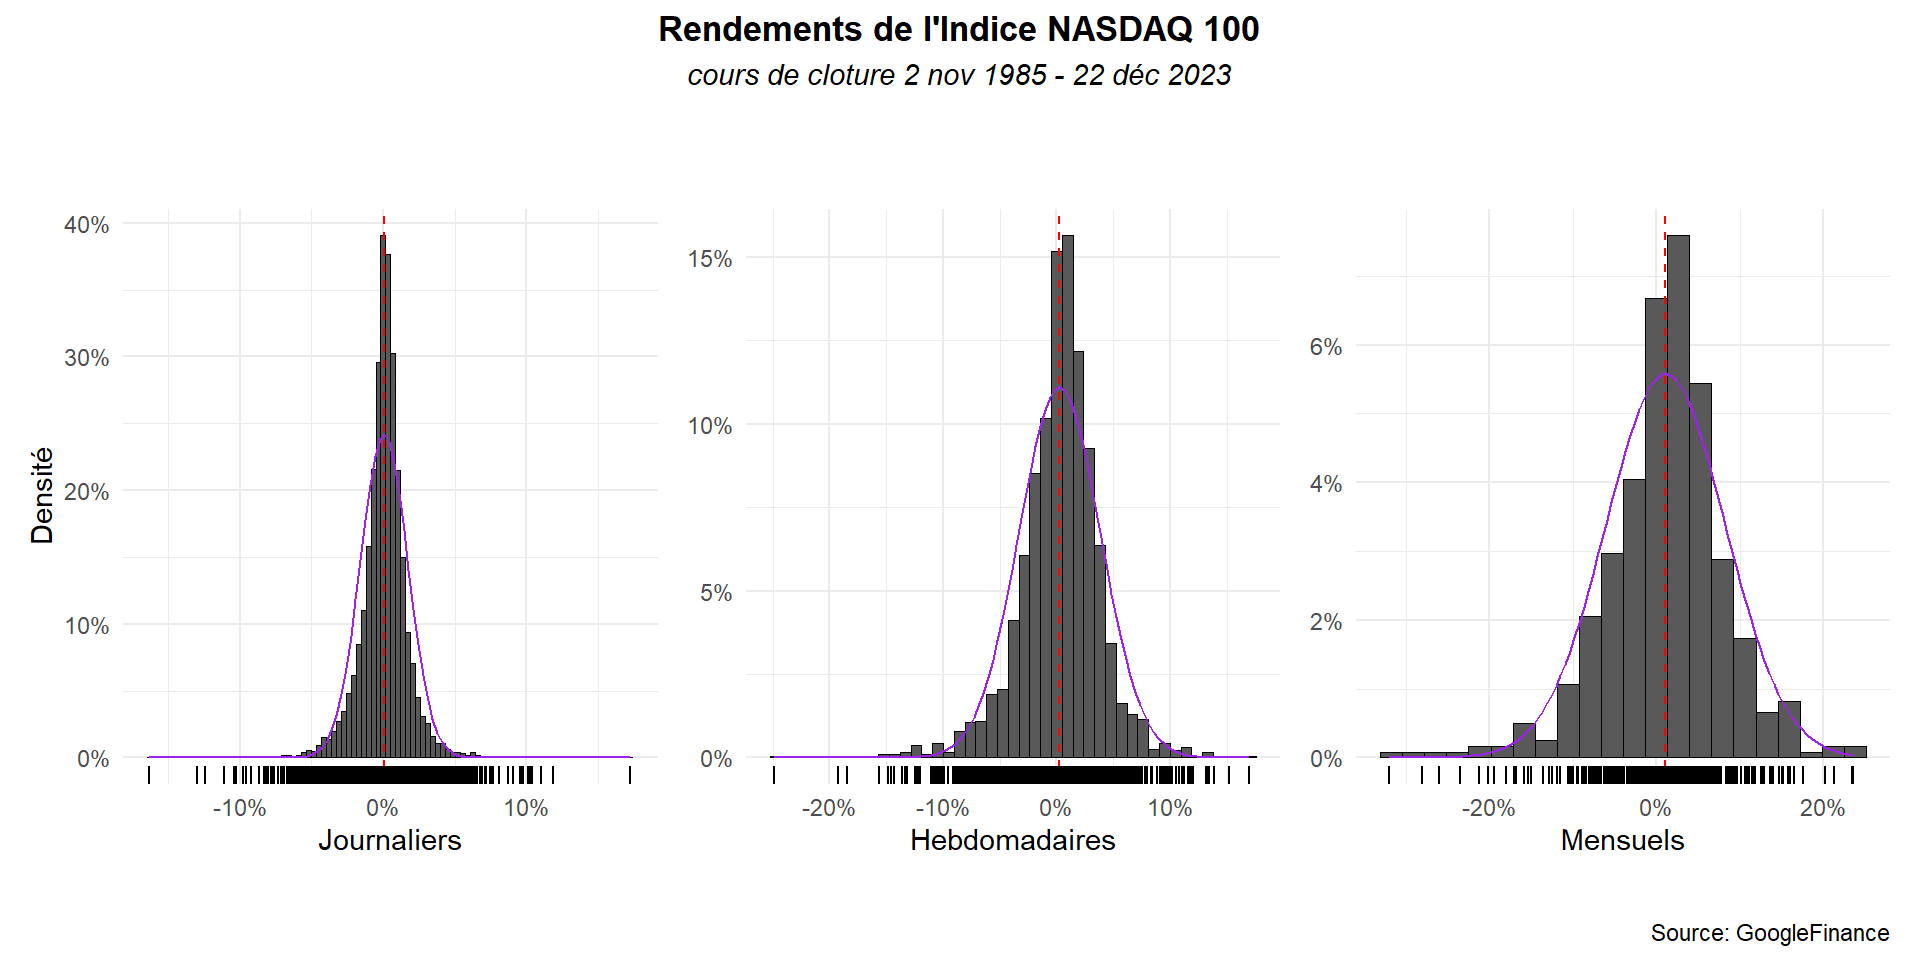 Rendements de l'Indice NASDAQ 100
cours de cloture 2 nov 1985 - 22 déc 2023
Densité
40%
30%
20%
10%
0%
-10% 0% 10%
Journaliers
15%
10%
5%
0%
-20% -10% 0% 10%
Hebdomadaires
6%
4%
2%
0%
-20% 0% 20%
Mensuels
Source: GoogleFinance